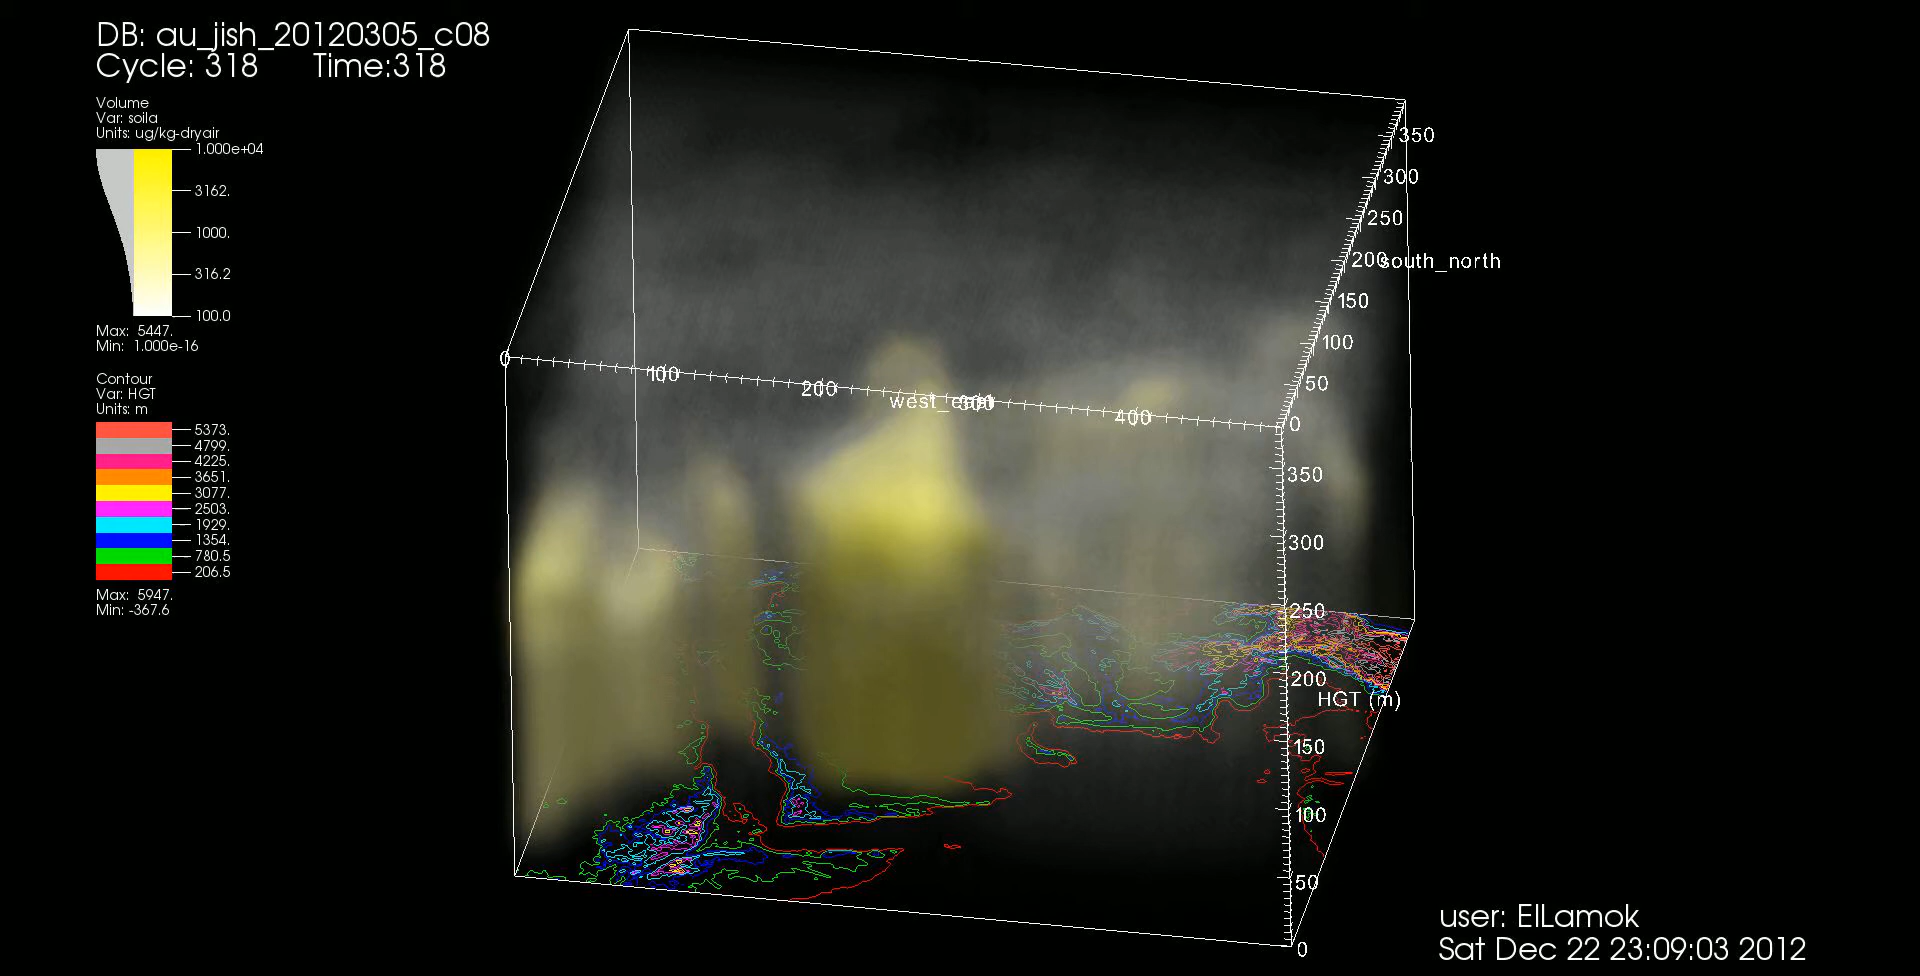 DB: au_jish_20120305_c08
Cycle: 318 Time:318
Volume
Var: soila
Units: ug/kg-dryair
1.000e+04
3162.
1000.
316.2
100.0
Max: 5447.
Min: 1.000e-16
Contour
Var: HGT
Units: m
5373.
4799.
4225.
3651.
3077.
2503.
1929.
1354.
780.5
206.5
Max: 5947.
Min: -367.6
350
300
250
200
south_north
150
100
50
0
0
100
200
west_east
300
400
350
300
250
200
HGT (m)
150
100
50
0
user: ElLamok
Sat Dec 22 23:09:03 2012